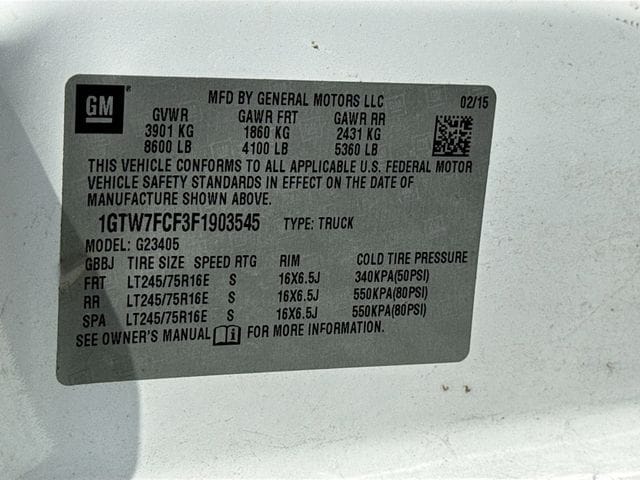 GM
MFD BY GENERAL MOTORS LLC 02/15
GVWR GAWR FRT GAWR RR
3901 KG 1860 KG 2431 KG
8600 LB 4100 LB 5360 LB
THIS VEHICLE CONFORMS TO ALL APPLICABLE U.S. FEDERAL MOTOR
VEHICLE SAFETY STANDARDS IN EFFECT ON THE DATE OF
MANUFACTURE SHOWN ABOVE.
1GTW7FCF3F1903545 TYPE: TRUCK
MODEL: G23405
GBBJ TIRE SIZE SPEED RTG RIM COLD TIRE PRESSURE
FRT LT245/75R16E S 16X6.5J 340KPA(50PSI)
RR LT245/75R16E S 16X6.5J 550KPA(80PSI)
SPA LT245/75R16E S 16X6.5J 550KPA(80PSI)
SEE OWNER'S MANUAL FOR MORE INFORMATION.